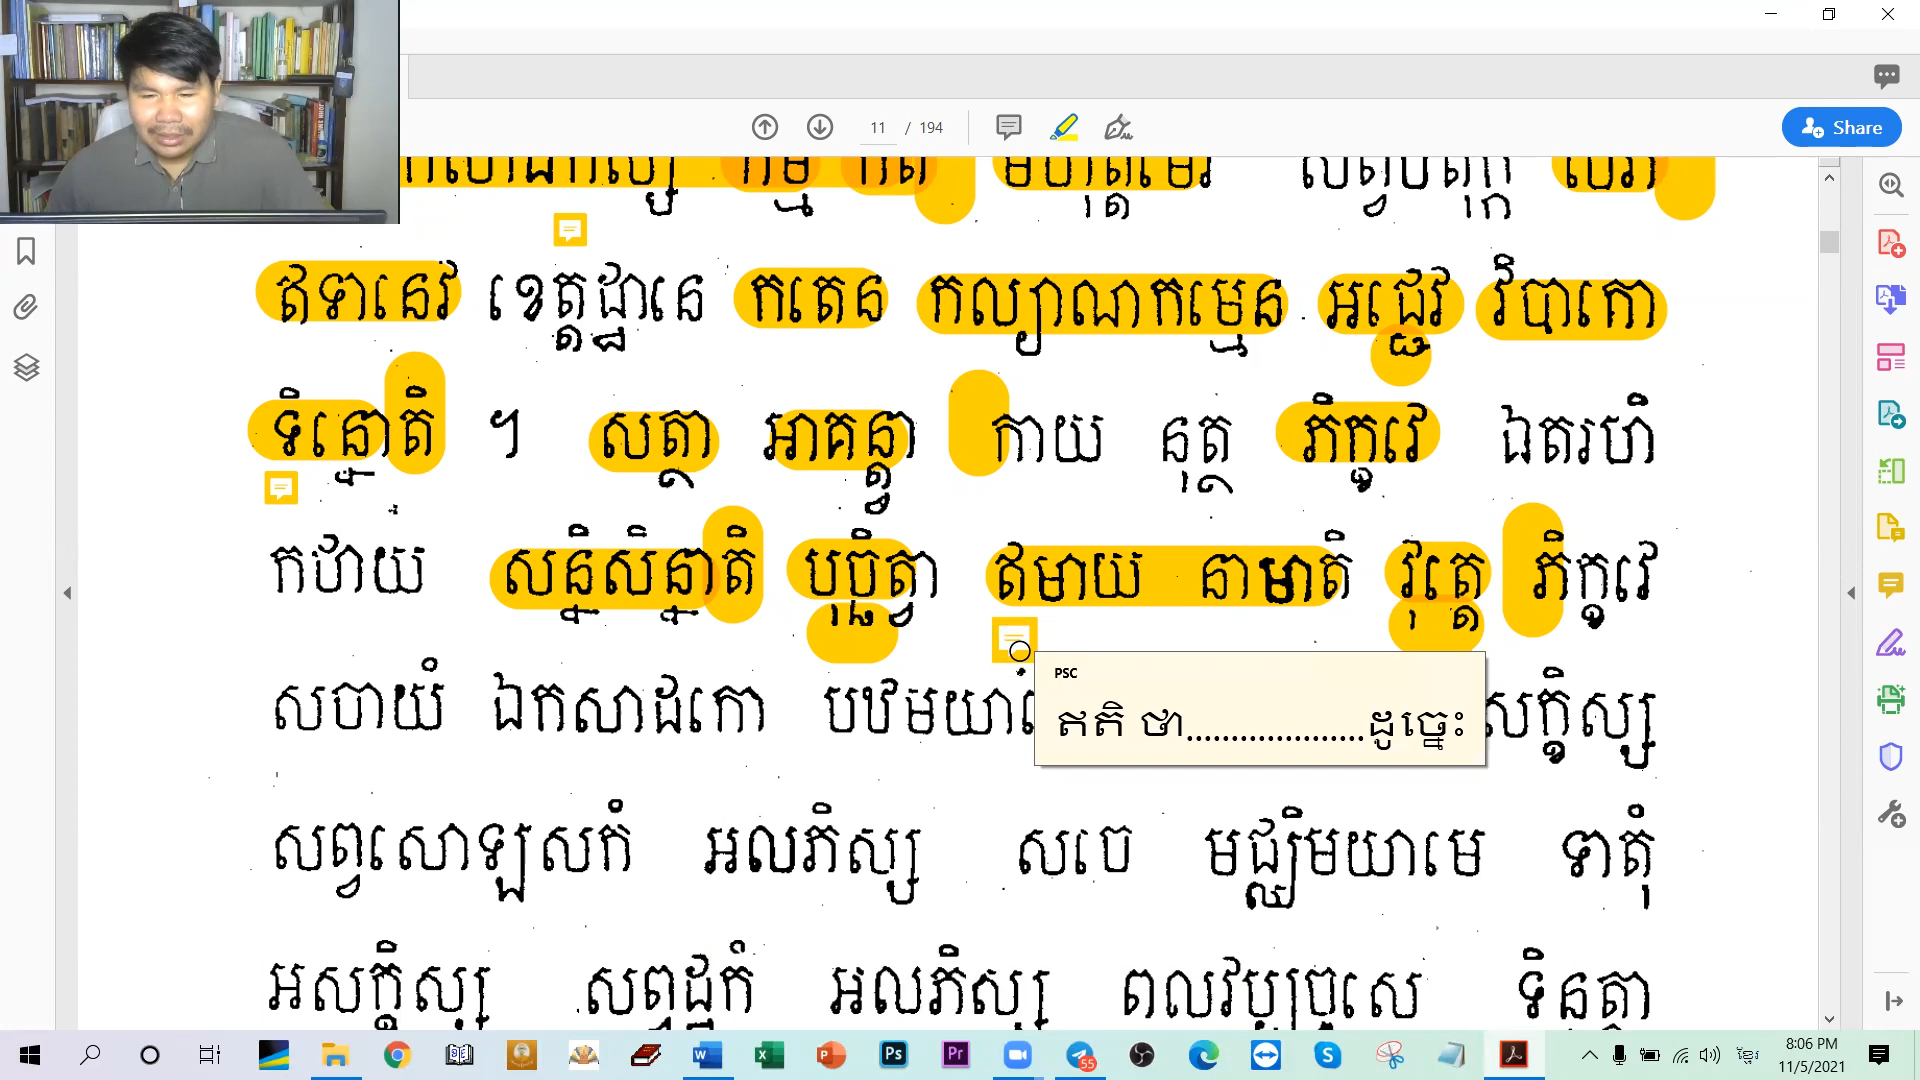 11 / 194
Share
ឥទានេវ ខេត្តដ្ឋានេ កតេន កល្យាណកម្មេន អជ្ជេវ វិបាកោ
ទិន្នោតិ ។ សត្ថា អាគន្ត្វា កាយ នុត្ថ ភិក្ខវេ ឯតរហិ
កថាយ សន្និសិន្នាតិ បុច្ឆិត្វា ឥមាយ នាមាតិ វុត្តេ ភិក្ខវេ
សចាយំ ឯកសាដកោ បឋមយា
PSC
ឥតិ ថា....................ដូច្នេះ
សព្វសោឡសកំ អលភិស្ស សចេ មជ្ឈិមយាមេ ទាតុំ
អសក្ខិស្ស សព្វដ្ឋកំ អលភិស្ស ពលវប្បច្ចូសេ ទិន្នត្តា
55
8:06 PM
ខ្មែរ
11/5/2021